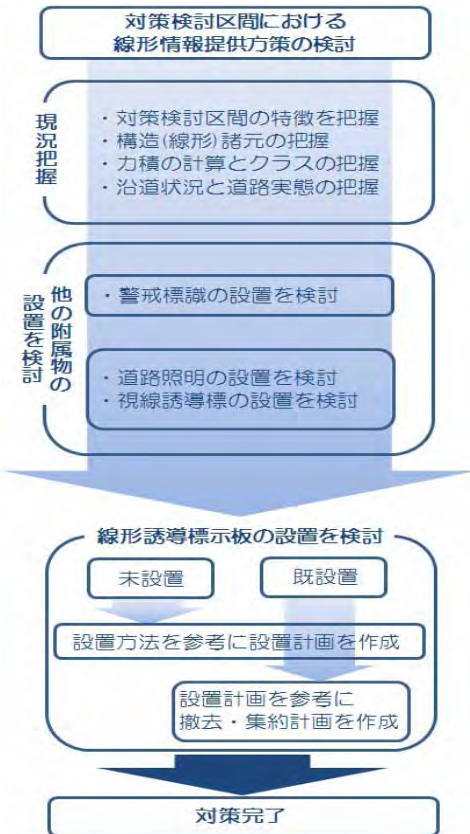 対策検討区間における
線形情報提供方策の検討
現況把握
・対策検討区間の特徴を把握
・構造(線形)諸元の把握
・力積の計算とクラスの把握
・沿道状況と道路実態の把握
他の附属物の
設置を検討
・警戒標識の設置を検討
・道路照明の設置を検討
・視線誘導標の設置を検討
線形誘導標示板の設置を検討
未設置
既設置
設置方法を参考に設置計画を作成
設置計画を参考に
撤去・集約計画を作成
対策完了